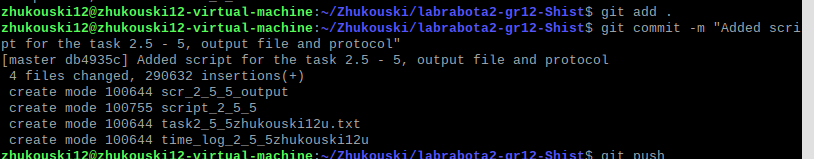 zhukouski12@zhukouski12-virtual-machine:~/Zhukouski/labrabota2-gr12-Shist$ git add .
zhukouski12@zhukouski12-virtual-machine:~/Zhukouski/labrabota2-gr12-Shist$ git commit -m "Added scri
pt for the task 2.5 - 5, output file and protocol"
[master db4935c] Added script for the task 2.5 - 5, output file and protocol
 4 files changed, 290632 insertions(+)
 create mode 100644 scr_2_5_5_output
 create mode 100755 script_2_5_5
 create mode 100644 task2_5_5zhukouski12u.txt
 create mode 100644 time_log_2_5_5zhukouski12u
zhukouski12@zhukouski12-virtual-machine:~/Zhukouski/labrabota2-gr12-Shist$ git push